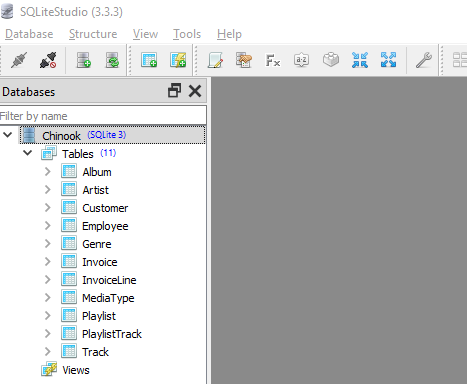 SQLiteStudio (3.3.3)
Database Structure View Tools Help
Databases
Filter by name
Chinook (SQLite 3)
Tables (11)
Album
Artist
Customer
Employee
Genre
Invoice
InvoiceLine
MediaType
Playlist
PlaylistTrack
Track
Views